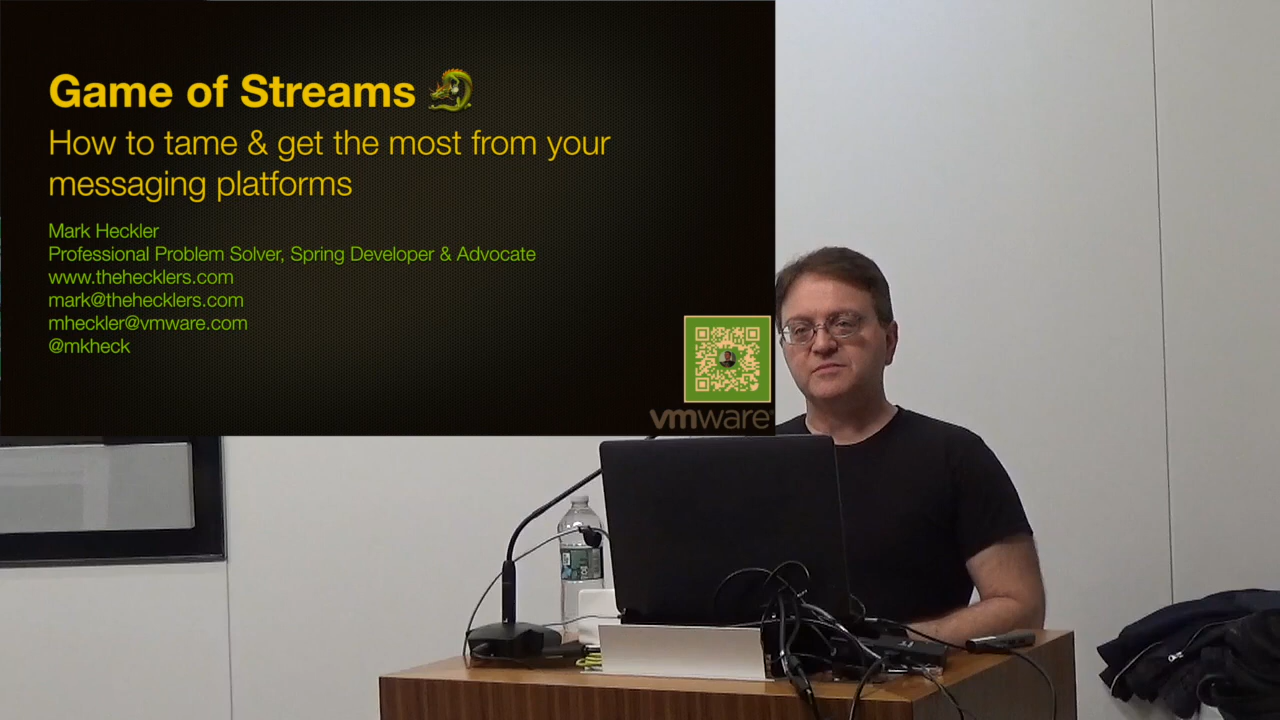 Game of Streams 🐉
How to tame & get the most from your
messaging platforms
Mark Heckler
Professional Problem Solver, Spring Developer & Advocate
www.thehecklers.com
mark@thehecklers.com
mheckler@vmware.com
@mkheck
vmware